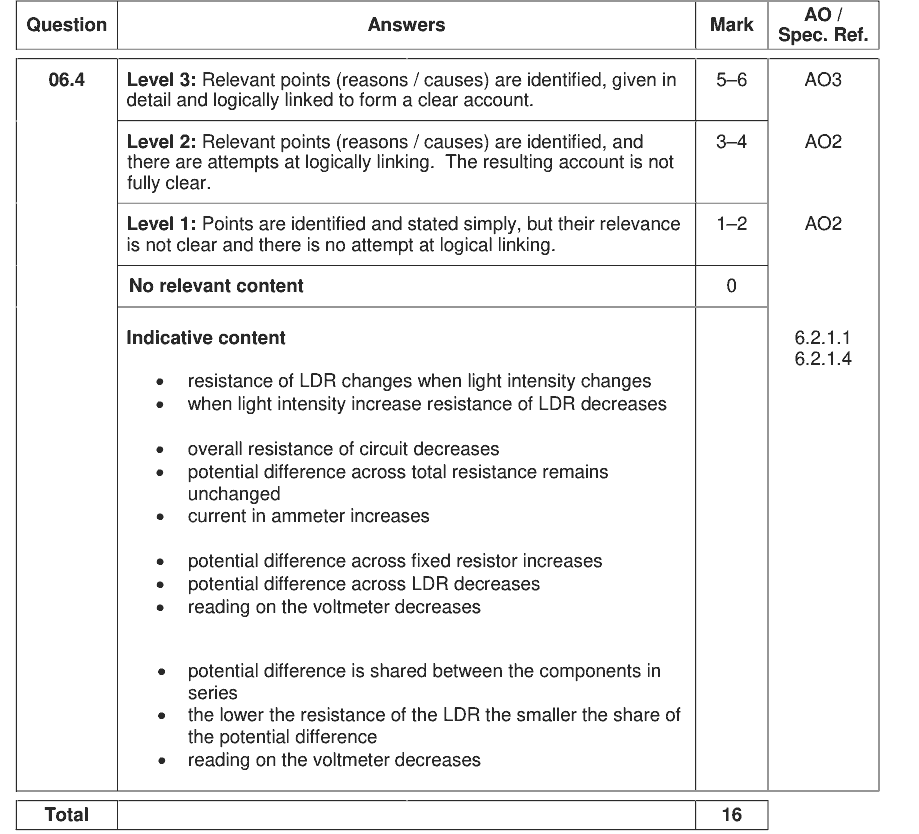 Question Answers Mark AO /
Spec. Ref.
06.4 Level 3: Relevant points (reasons / causes) are identified, given in 5–6 AO3
detail and logically linked to form a clear account.
Level 2: Relevant points (reasons / causes) are identified, and 3–4 AO2
there are attempts at logically linking. The resulting account is not
fully clear.
Level 1: Points are identified and stated simply, but their relevance 1–2 AO2
is not clear and there is no attempt at logical linking.
No relevant content 0
Indicative content 6.2.1.1
6.2.1.4
• resistance of LDR changes when light intensity changes
• when light intensity increase resistance of LDR decreases
• overall resistance of circuit decreases
• potential difference across total resistance remains
unchanged
• current in ammeter increases
• potential difference across fixed resistor increases
• potential difference across LDR decreases
• reading on the voltmeter decreases
• potential difference is shared between the components in
series
• the lower the resistance of the LDR the smaller the share of
the potential difference
• reading on the voltmeter decreases
Total 16